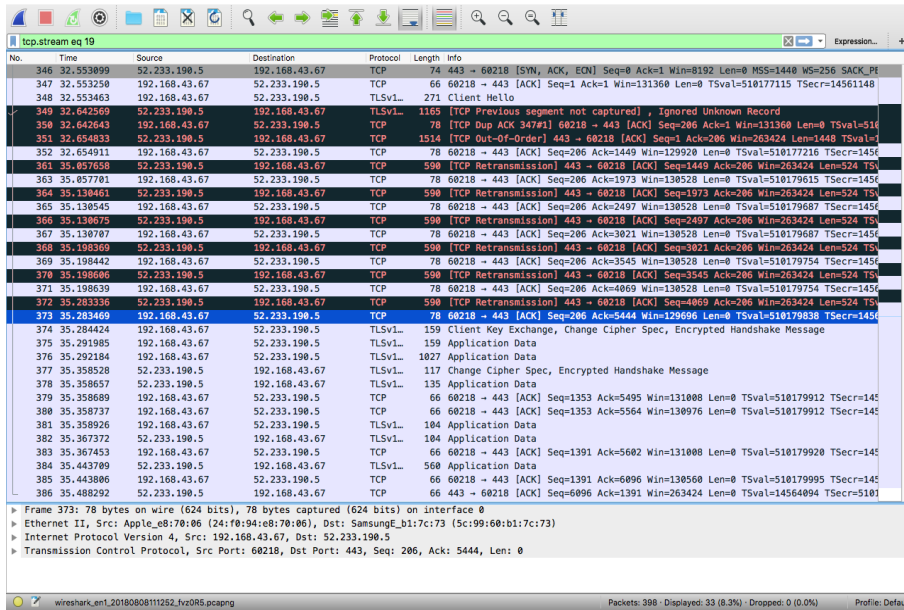 tcp.stream eq 19 Expression... +
No. Time Source Destination Protocol Length Info
346 32.553099 52.233.190.5 192.168.43.67 TCP 74 443 → 60218 [SYN, ACK, ECN] Seq=0 Ack=1 Win=8192 Len=0 MSS=1440 WS=256 SACK_PE
347 32.553250 192.168.43.67 52.233.190.5 TCP 66 60218 → 443 [ACK] Seq=1 Ack=1 Win=131360 Len=0 TSval=510177115 TSecr=14561148
348 32.553463 192.168.43.67 52.233.190.5 TLSv1… 271 Client Hello
349 32.642569 52.233.190.5 192.168.43.67 TLSv1… 1165 [TCP Previous segment not captured] , Ignored Unknown Record
350 32.642643 192.168.43.67 52.233.190.5 TCP 78 [TCP Dup ACK 347#1] 60218 → 443 [ACK] Seq=206 Ack=1 Win=131360 Len=0 TSval=510
351 32.654833 52.233.190.5 192.168.43.67 TCP 1514 [TCP Out-Of-Order] 443 → 60218 [ACK] Seq=1 Ack=206 Win=263424 Len=1448 TSval=1
352 32.654911 192.168.43.67 52.233.190.5 TCP 78 60218 → 443 [ACK] Seq=206 Ack=1449 Win=129920 Len=0 TSval=510177216 TSecr=1456
361 35.057658 52.233.190.5 192.168.43.67 TCP 590 [TCP Retransmission] 443 → 60218 [ACK] Seq=1449 Ack=206 Win=263424 Len=524 TSv
363 35.057701 192.168.43.67 52.233.190.5 TCP 78 60218 → 443 [ACK] Seq=206 Ack=1973 Win=130528 Len=0 TSval=510179615 TSecr=1456
364 35.130461 52.233.190.5 192.168.43.67 TCP 590 [TCP Retransmission] 443 → 60218 [ACK] Seq=1973 Ack=206 Win=263424 Len=524 TSv
365 35.130545 192.168.43.67 52.233.190.5 TCP 78 60218 → 443 [ACK] Seq=206 Ack=2497 Win=130528 Len=0 TSval=510179687 TSecr=1456
366 35.130675 52.233.190.5 192.168.43.67 TCP 590 [TCP Retransmission] 443 → 60218 [ACK] Seq=2497 Ack=206 Win=263424 Len=524 TSv
367 35.130707 192.168.43.67 52.233.190.5 TCP 78 60218 → 443 [ACK] Seq=206 Ack=3021 Win=130528 Len=0 TSval=510179687 TSecr=1456
368 35.198369 52.233.190.5 192.168.43.67 TCP 590 [TCP Retransmission] 443 → 60218 [ACK] Seq=3021 Ack=206 Win=263424 Len=524 TSv
369 35.198442 192.168.43.67 52.233.190.5 TCP 78 60218 → 443 [ACK] Seq=206 Ack=3545 Win=130528 Len=0 TSval=510179754 TSecr=1456
370 35.198606 52.233.190.5 192.168.43.67 TCP 590 [TCP Retransmission] 443 → 60218 [ACK] Seq=3545 Ack=206 Win=263424 Len=524 TSv
371 35.198639 192.168.43.67 52.233.190.5 TCP 78 60218 → 443 [ACK] Seq=206 Ack=4069 Win=130528 Len=0 TSval=510179754 TSecr=1456
372 35.283336 52.233.190.5 192.168.43.67 TCP 590 [TCP Retransmission] 443 → 60218 [ACK] Seq=4069 Ack=206 Win=263424 Len=524 TSv
373 35.283469 192.168.43.67 52.233.190.5 TCP 78 60218 → 443 [ACK] Seq=206 Ack=5444 Win=129696 Len=0 TSval=510179838 TSecr=1456
374 35.284424 192.168.43.67 52.233.190.5 TLSv1… 159 Client Key Exchange, Change Cipher Spec, Encrypted Handshake Message
375 35.291985 192.168.43.67 52.233.190.5 TLSv1… 159 Application Data
376 35.292184 192.168.43.67 52.233.190.5 TLSv1… 1027 Application Data
377 35.358528 52.233.190.5 192.168.43.67 TLSv1… 117 Change Cipher Spec, Encrypted Handshake Message
378 35.358657 52.233.190.5 192.168.43.67 TLSv1… 135 Application Data
379 35.358689 192.168.43.67 52.233.190.5 TCP 66 60218 → 443 [ACK] Seq=1353 Ack=5495 Win=131008 Len=0 TSval=510179912 TSecr=145
380 35.358737 192.168.43.67 52.233.190.5 TCP 66 60218 → 443 [ACK] Seq=1353 Ack=5564 Win=130976 Len=0 TSval=510179912 TSecr=145
381 35.358926 192.168.43.67 52.233.190.5 TLSv1… 104 Application Data
382 35.367372 52.233.190.5 192.168.43.67 TLSv1… 104 Application Data
383 35.367453 192.168.43.67 52.233.190.5 TCP 66 60218 → 443 [ACK] Seq=1391 Ack=5602 Win=131008 Len=0 TSval=510179920 TSecr=145
384 35.443709 52.233.190.5 192.168.43.67 TLSv1… 560 Application Data
385 35.443806 192.168.43.67 52.233.190.5 TCP 66 60218 → 443 [ACK] Seq=1391 Ack=6096 Win=130560 Len=0 TSval=510179995 TSecr=145
386 35.488292 52.233.190.5 192.168.43.67 TCP 66 443 → 60218 [ACK] Seq=6096 Ack=1391 Win=263424 Len=0 TSval=14564094 TSecr=5101
Frame 373: 78 bytes on wire (624 bits), 78 bytes captured (624 bits) on interface 0
Ethernet II, Src: Apple_e8:70:06 (24:f0:94:e8:70:06), Dst: SamsungE_b1:7c:73 (5c:99:60:b1:7c:73)
Internet Protocol Version 4, Src: 192.168.43.67, Dst: 52.233.190.5
Transmission Control Protocol, Src Port: 60218, Dst Port: 443, Seq: 206, Ack: 5444, Len: 0
wireshark_en1_20180808111252_fvz0R5.pcapng Packets: 398 · Displayed: 33 (8.3%) · Dropped: 0 (0.0%) Profile: Defau